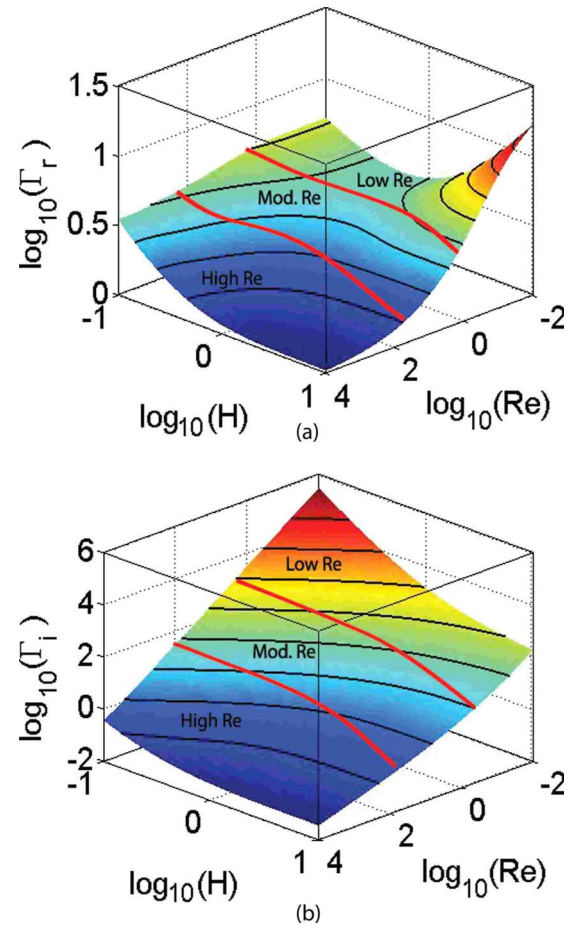 1.5
log10(Γr)
1
0.5
0
Low Re
Mod. Re
High Re
-1
0
1
4
2
0
-2
log10(H)
log10(Re)
(a)
6
log10(Γi)
4
2
0
-2
Low Re
Mod. Re
High Re
-1
0
1
4
2
0
-2
log10(H)
log10(Re)
(b)